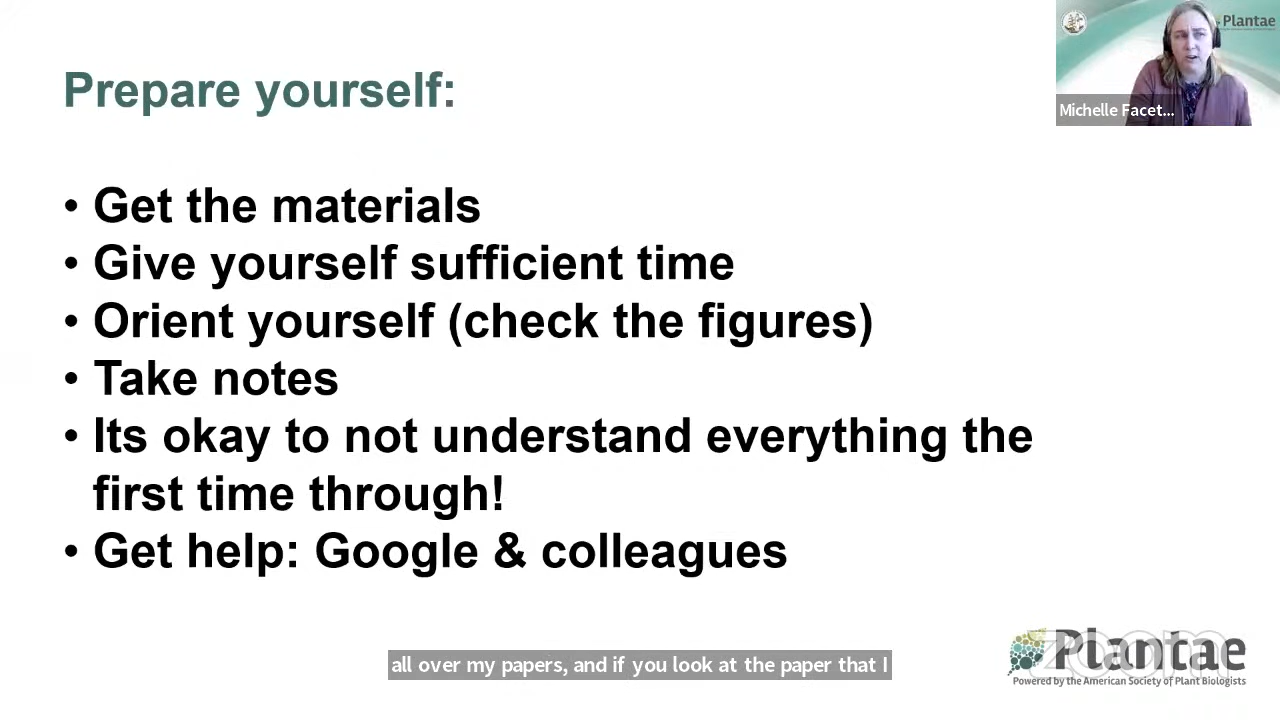 Plantae
Michelle Facet...
Prepare yourself:
• Get the materials
• Give yourself sufficient time
• Orient yourself (check the figures)
• Take notes
• Its okay to not understand everything the
first time through!
• Get help: Google & colleagues
all over my papers, and if you look at the paper that I
zoom
Plantae
Powered by the American Society of Plant Biologists